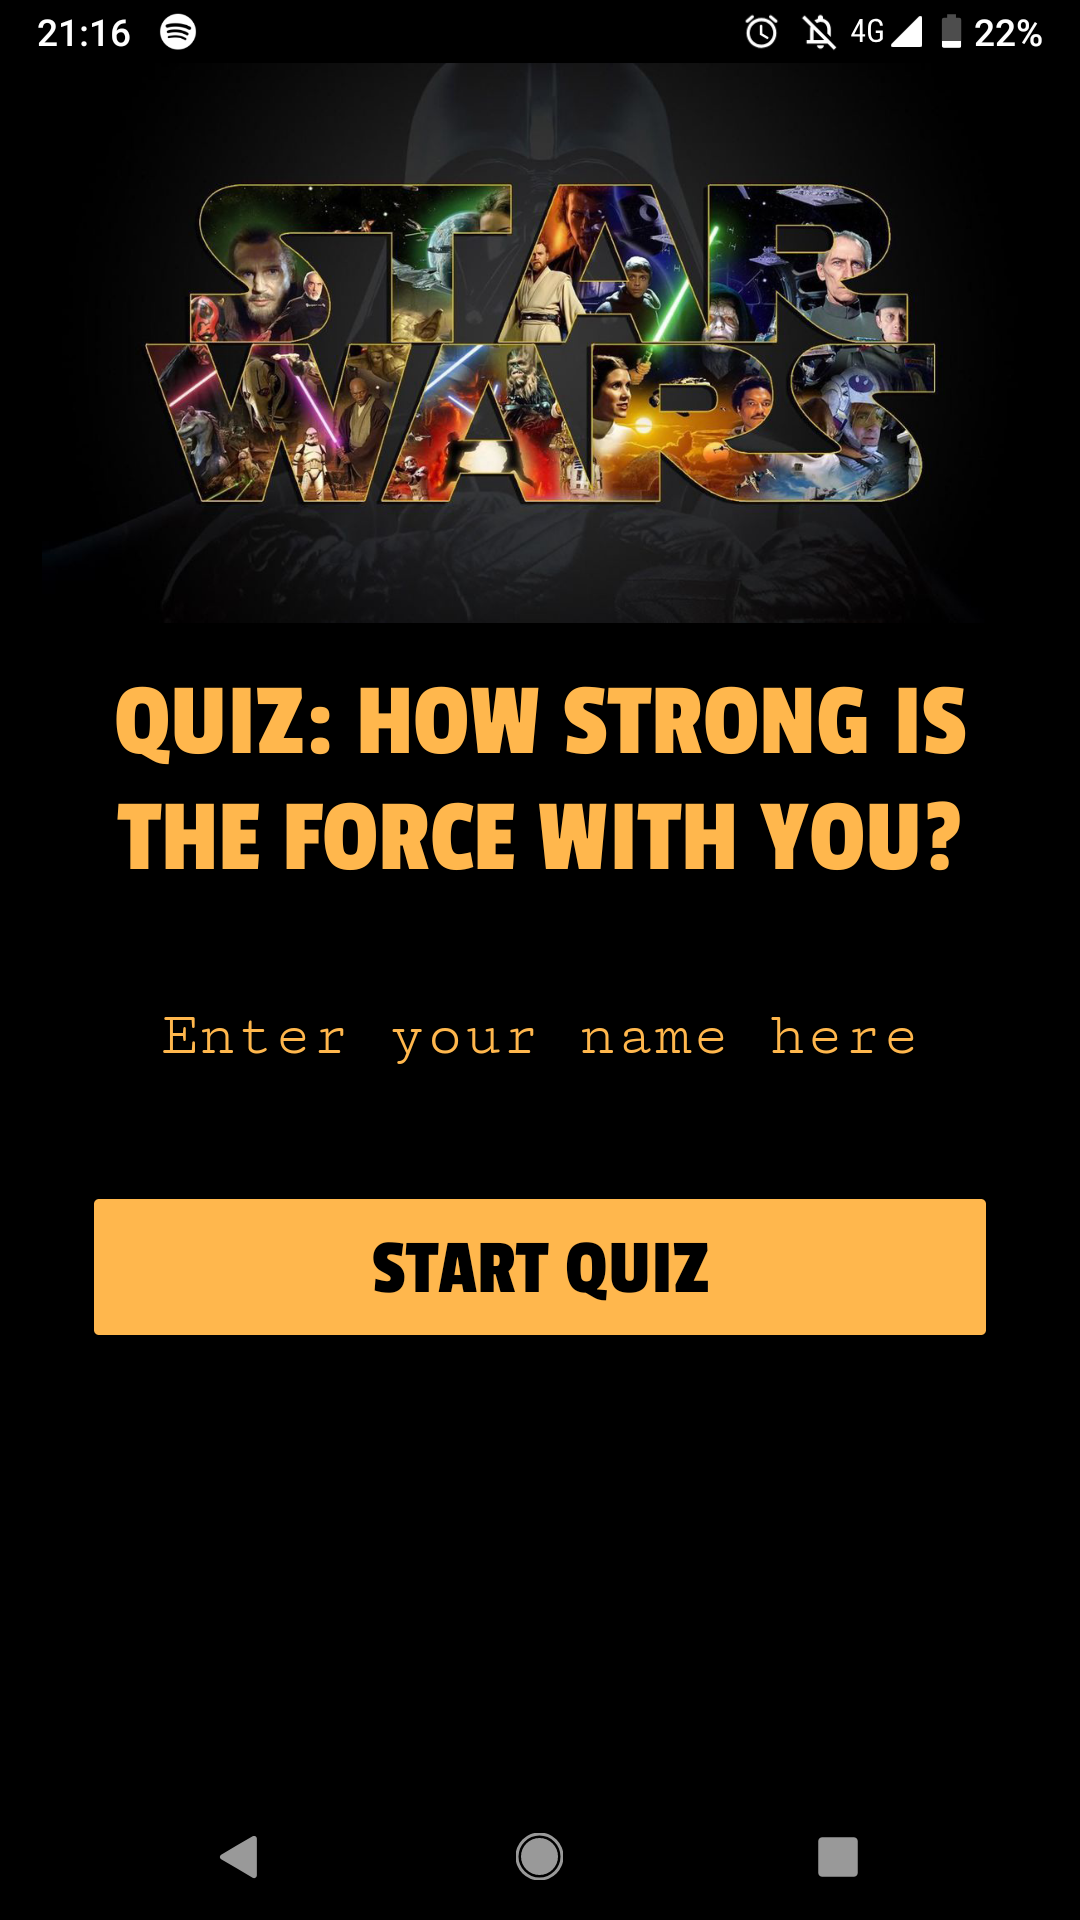 21:16 4G 22%
STAR
WARS
QUIZ: HOW STRONG IS
THE FORCE WITH YOU?
Enter your name here
START QUIZ